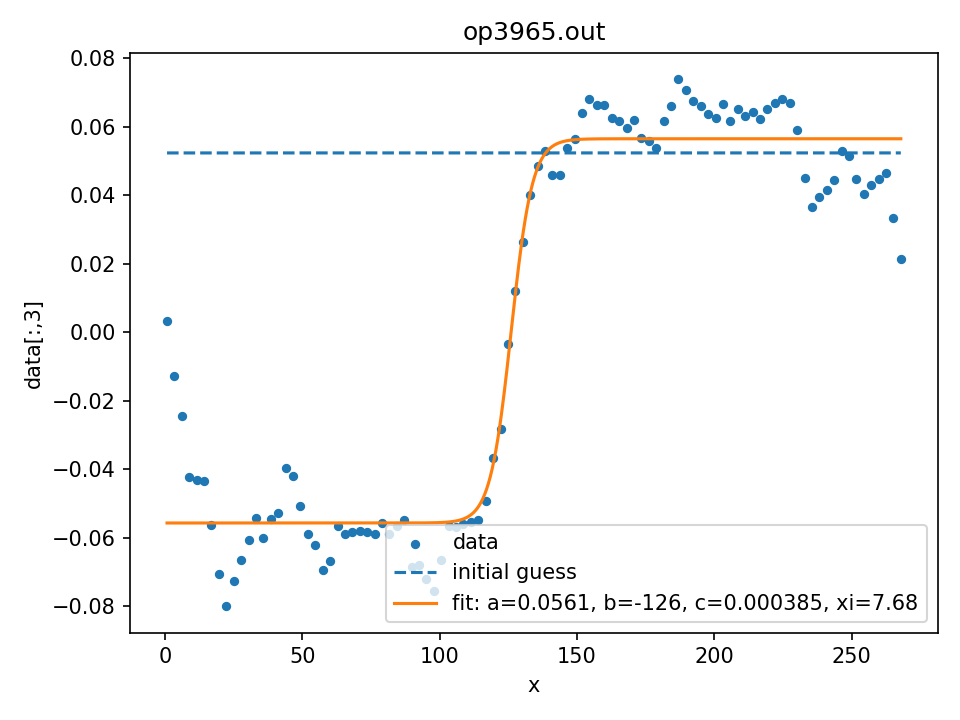 op3965.out
0.08
0.06
0.04
0.02
0.00
−0.02
−0.04
−0.06
−0.08
data[:,3]
data
initial guess
fit: a=0.0561, b=-126, c=0.000385, xi=7.68
0 50 100 150 200 250
x